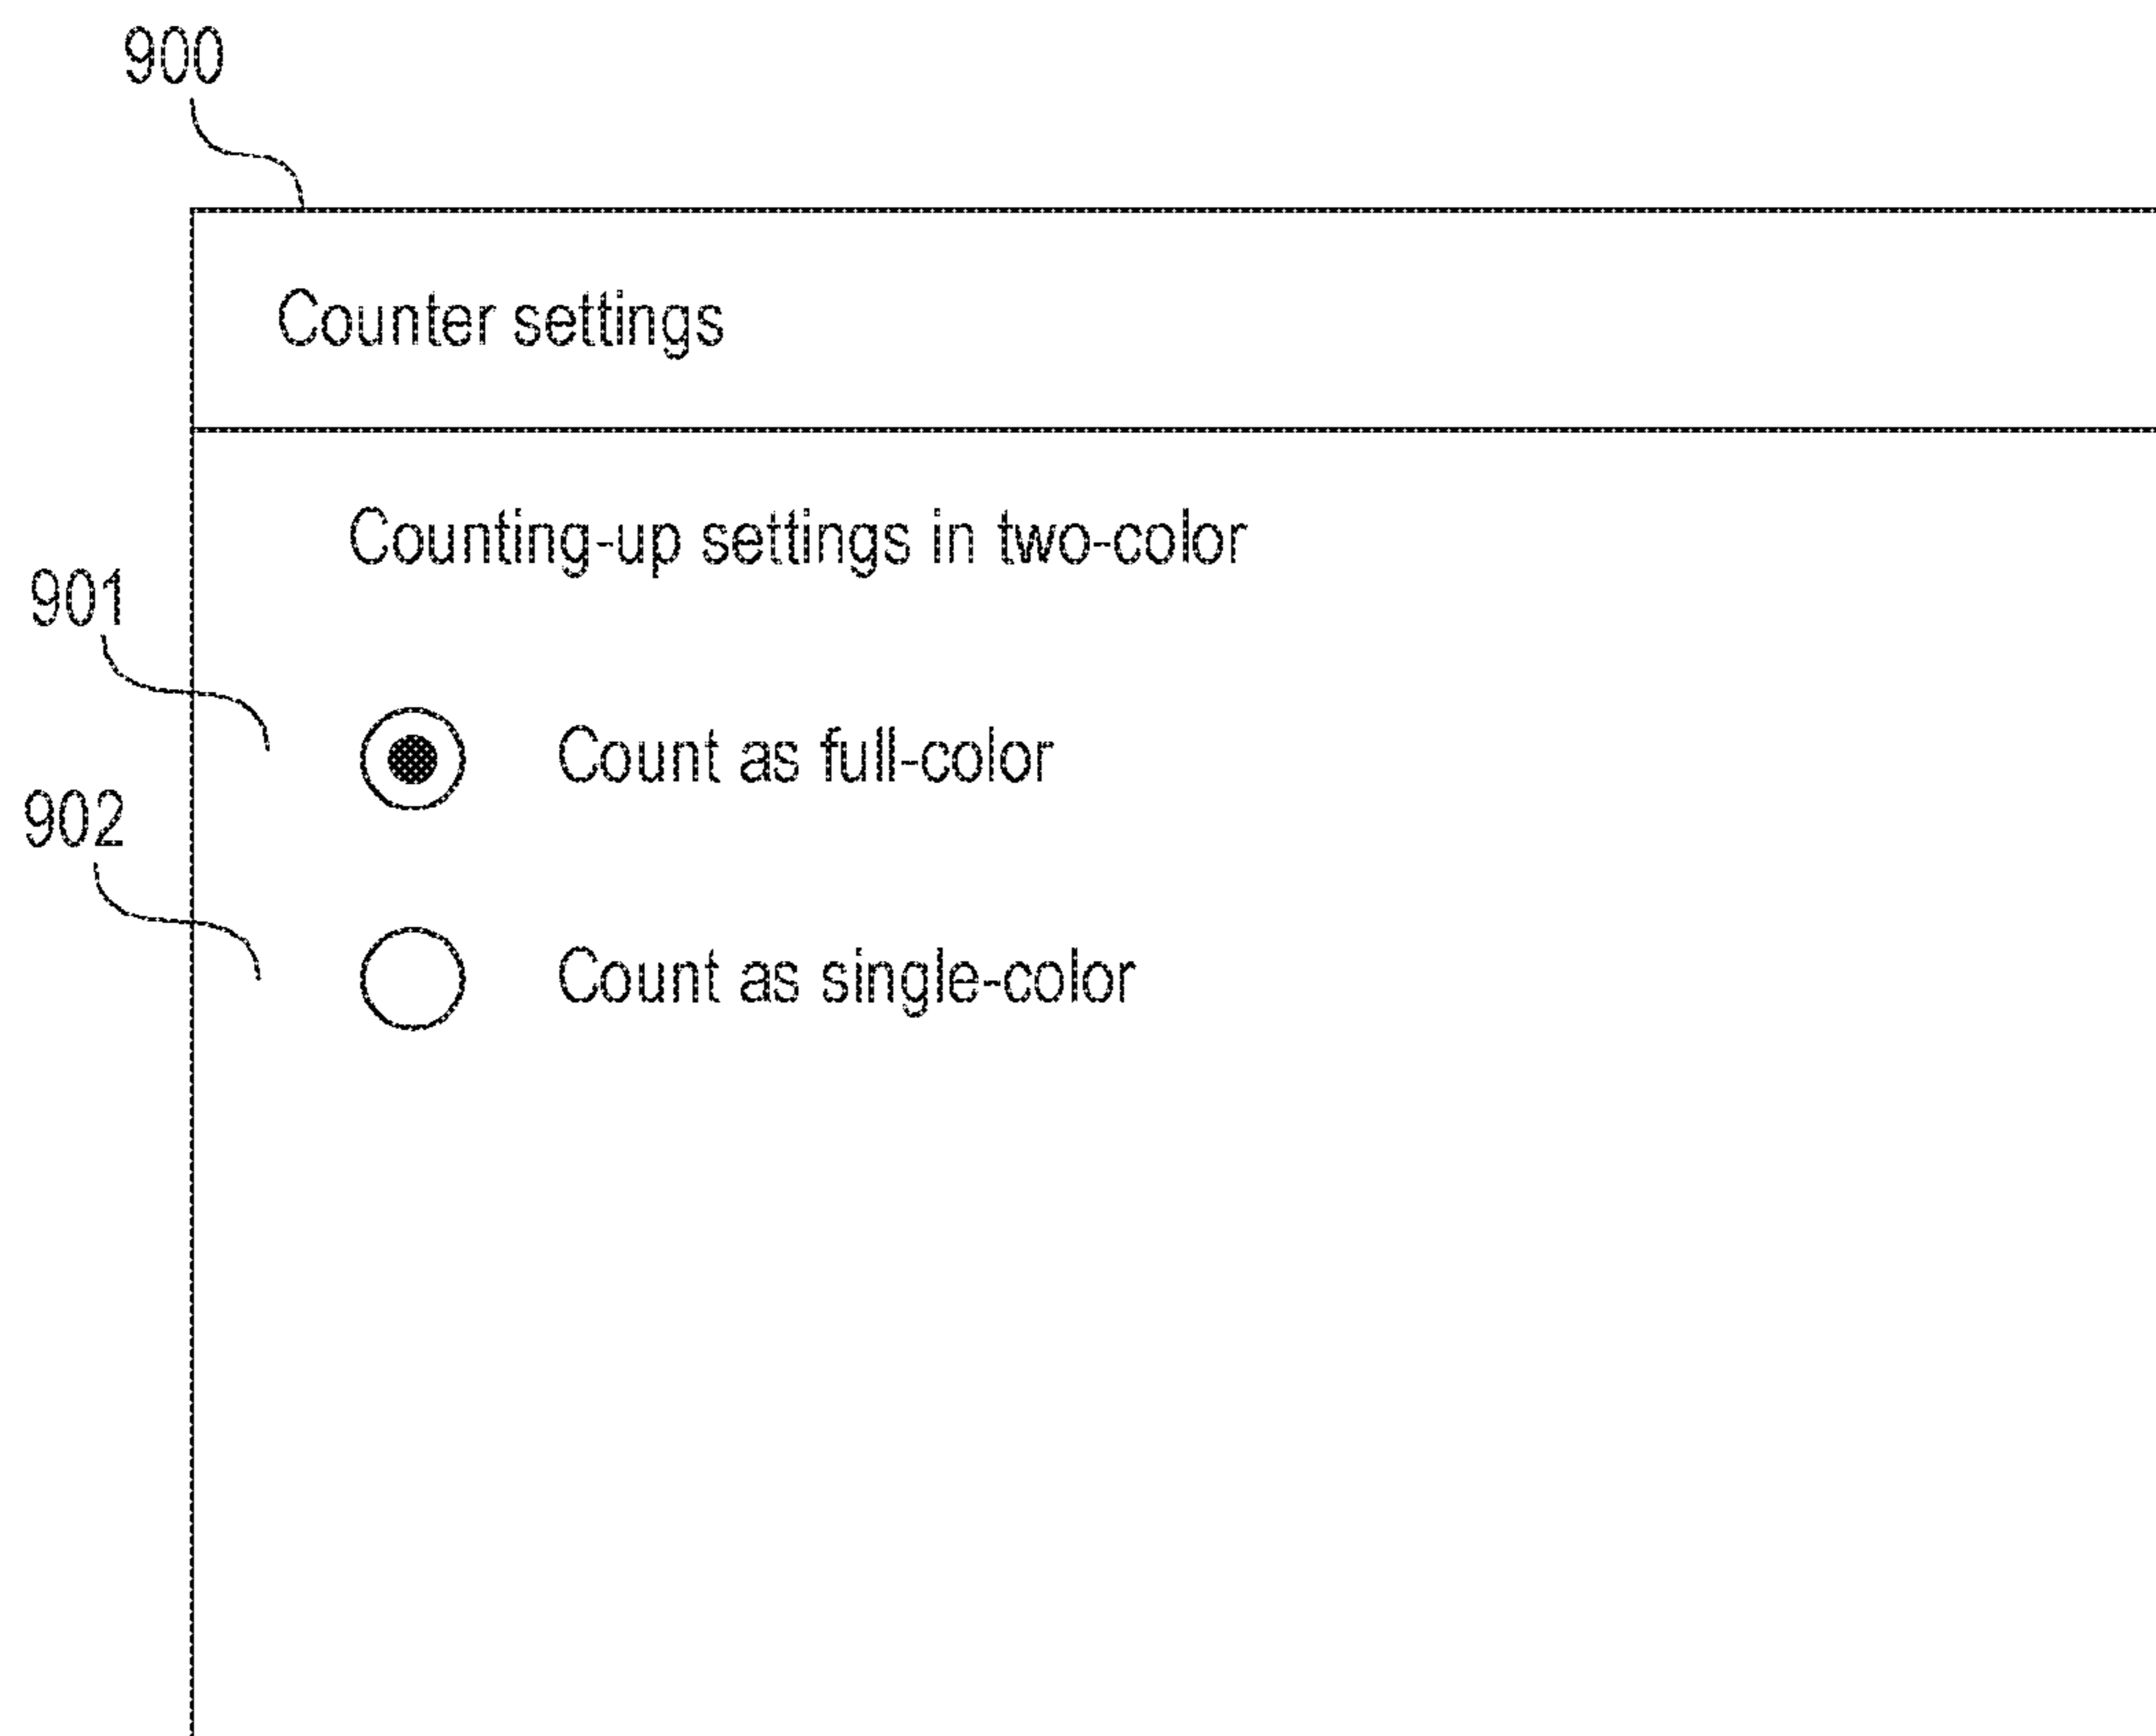 900
Counter settings
Counting-up settings in two-color
901
Count as full-color
902
Count as single-color